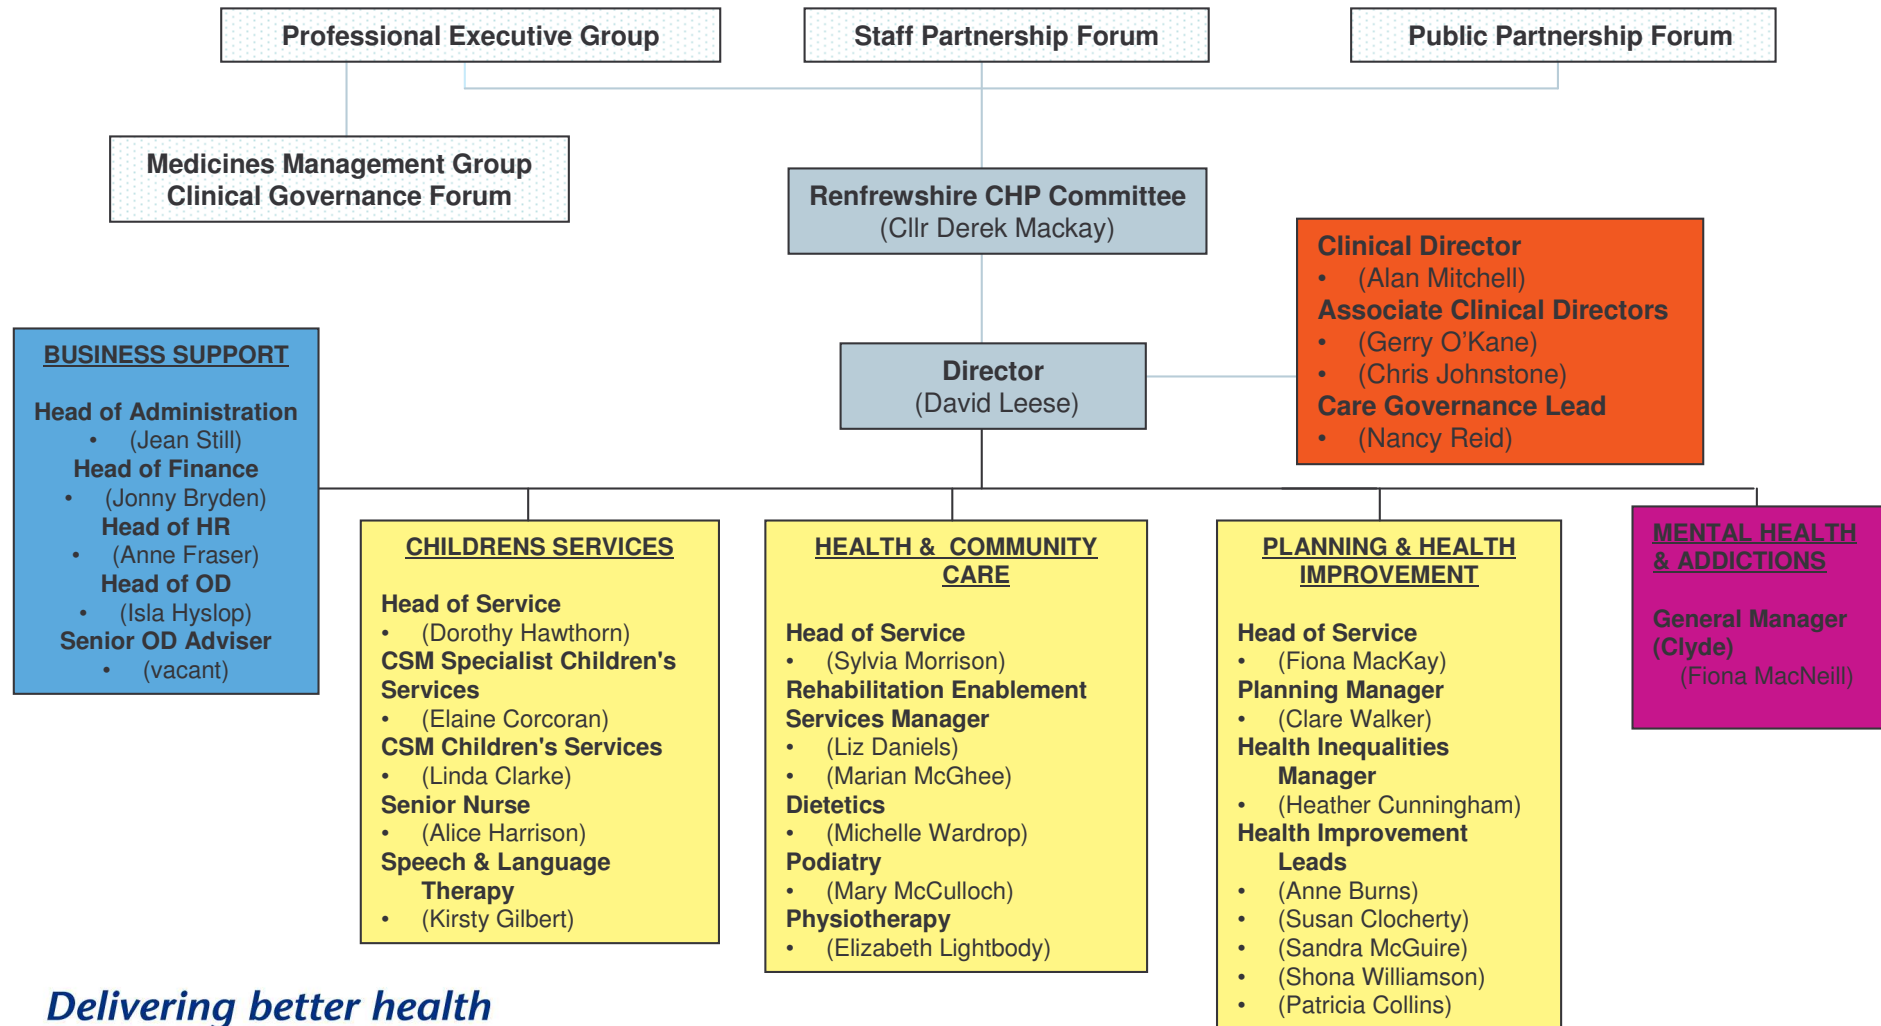 Professional Executive Group
Staff Partnership Forum
Public Partnership Forum
Medicines Management Group
Clinical Governance Forum
Renfrewshire CHP Committee
(Cllr Derek Mackay)
Clinical Director
• (Alan Mitchell)
Associate Clinical Directors
• (Gerry O'Kane)
• (Chris Johnstone)
Care Governance Lead
• (Nancy Reid)
Director
(David Leese)
BUSINESS SUPPORT
Head of Administration
• (Jean Still)
Head of Finance
• (Jonny Bryden)
Head of HR
• (Anne Fraser)
Head of OD
• (Isla Hyslop)
Senior OD Adviser
• (vacant)
CHILDRENS SERVICES
Head of Service
• (Dorothy Hawthorn)
CSM Specialist Children's
Services
• (Elaine Corcoran)
CSM Children's Services
• (Linda Clarke)
Senior Nurse
• (Alice Harrison)
Speech & Language
Therapy
• (Kirsty Gilbert)
HEALTH & COMMUNITY
CARE
Head of Service
• (Sylvia Morrison)
Rehabilitation Enablement
Services Manager
• (Liz Daniels)
• (Marian McGhee)
Dietetics
• (Michelle Wardrop)
Podiatry
• (Mary McCulloch)
Physiotherapy
• (Elizabeth Lightbody)
PLANNING & HEALTH
IMPROVEMENT
Head of Service
• (Fiona MacKay)
Planning Manager
• (Clare Walker)
Health Inequalities
Manager
• (Heather Cunningham)
Health Improvement
Leads
• (Anne Burns)
• (Susan Clocherty)
• (Sandra McGuire)
• (Shona Williamson)
• (Patricia Collins)
MENTAL HEALTH
& ADDICTIONS
General Manager
(Clyde)
(Fiona MacNeill)
Delivering better health